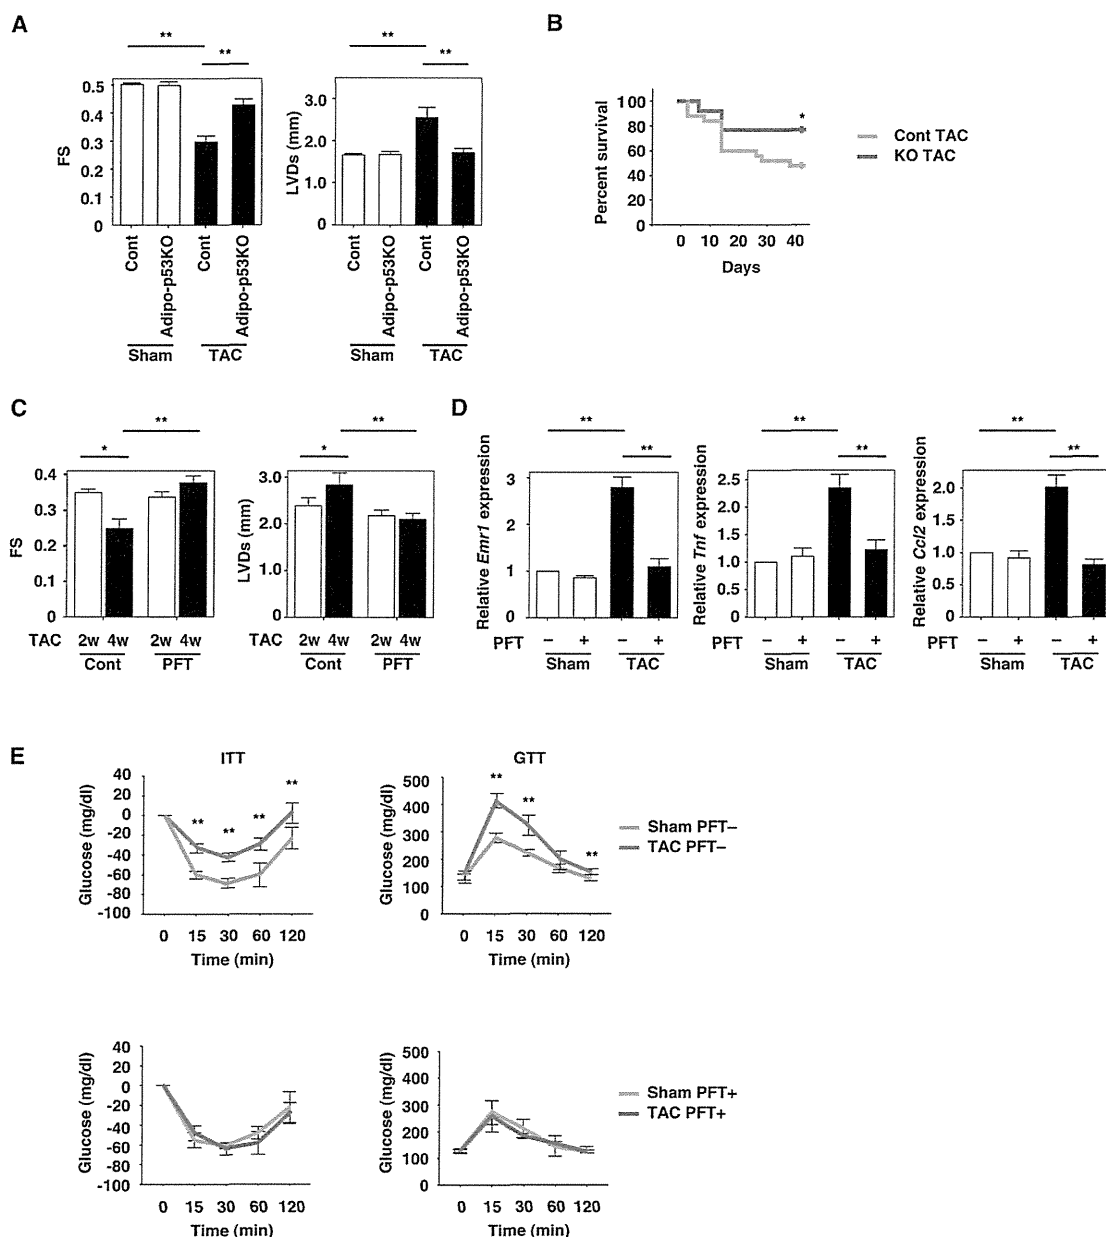 A
**
**
FS
0.5
0.4
0.3
0.2
0.1
0
Cont
Adipo-p53KO
Cont
Adipo-p53KO
Sham
TAC
**
**
LVDs (mm)
3.0
2.0
1.0
0
Cont
Adipo-p53KO
Cont
Adipo-p53KO
Sham
TAC
B
Percent survival
100
80
60
40
20
0
*
0 10 20 30 40
Days
Cont TAC
KO TAC
C
**
*
FS
0.4
0.3
0.2
0.1
0
TAC 2w 4w 2w 4w
Cont PFT
**
*
LVDs (mm)
3.0
2.0
1.0
0
TAC 2w 4w 2w 4w
Cont PFT
D
**
**
Relative Emr1 expression
3
2
1
0
PFT – + – +
Sham TAC
**
**
Relative Tnf expression
2.5
2.0
1.5
1.0
0.5
0
PFT – + – +
Sham TAC
**
**
Relative Ccl2 expression
2.0
1.5
1.0
0.5
0
PFT – + – +
Sham TAC
E
ITT
Glucose (mg/dl)
40
20
0
-20
-40
-60
-80
-100
** ** ** **
0 15 30 60 120
Time (min)
GTT
Glucose (mg/dl)
500
400
300
200
100
0
** ** **
0 15 30 60 120
Time (min)
Sham PFT–
TAC PFT–
Glucose (mg/dl)
40
20
0
-20
-40
-60
-80
-100
0 15 30 60 120
Time (min)
Glucose (mg/dl)
500
400
300
200
100
0
0 15 30 60 120
Time (min)
Sham PFT+
TAC PFT+